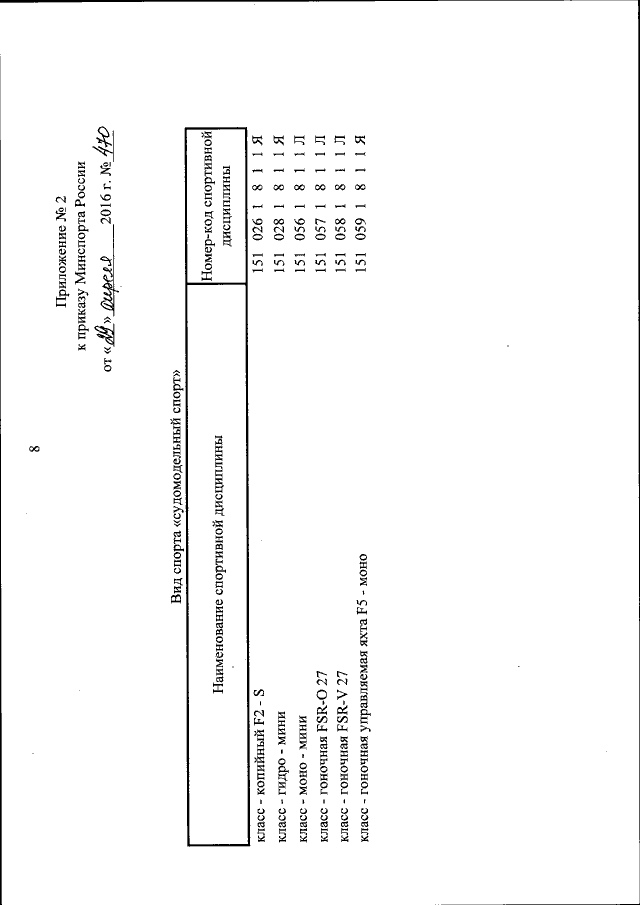 8
Приложение № 2
к приказу Минспорта России
от «29» апреля 2016 г. № 470
Вид спорта «судомодельный спорт»
Наименование спортивной дисциплины
Номер-код спортивной
дисциплины
класс - копийный F2 - S 151 026 1 8 1 1 Я
класс - гидро - мини 151 028 1 8 1 1 Я
класс - моно - мини 151 056 1 8 1 1 Л
класс - гоночная FSR-O 27 151 057 1 8 1 1 Л
класс - гоночная FSR-V 27 151 058 1 8 1 1 Л
класс - гоночная управляемая яхта F5 - моно 151 059 1 8 1 1 Я